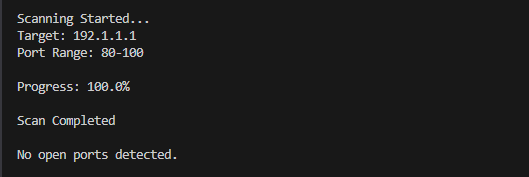 Scanning Started...
Target: 192.1.1.1
Port Range: 80-100
Progress: 100.0%
Scan Completed
No open ports detected.